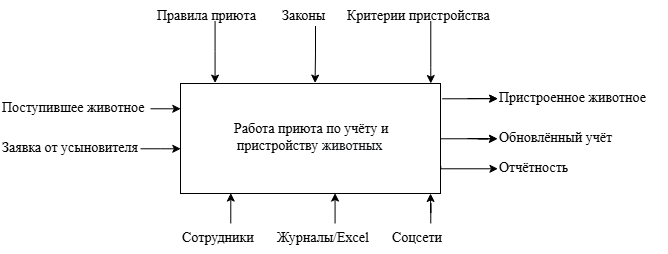 Правила приюта Законы Критерии пристройства
Поступившее животное
Заявка от усыновителя
Работа приюта по учёту и
пристройству животных
Пристроенное животное
Обновлённый учёт
Отчётность
Сотрудники Журналы/Excel Соцсети